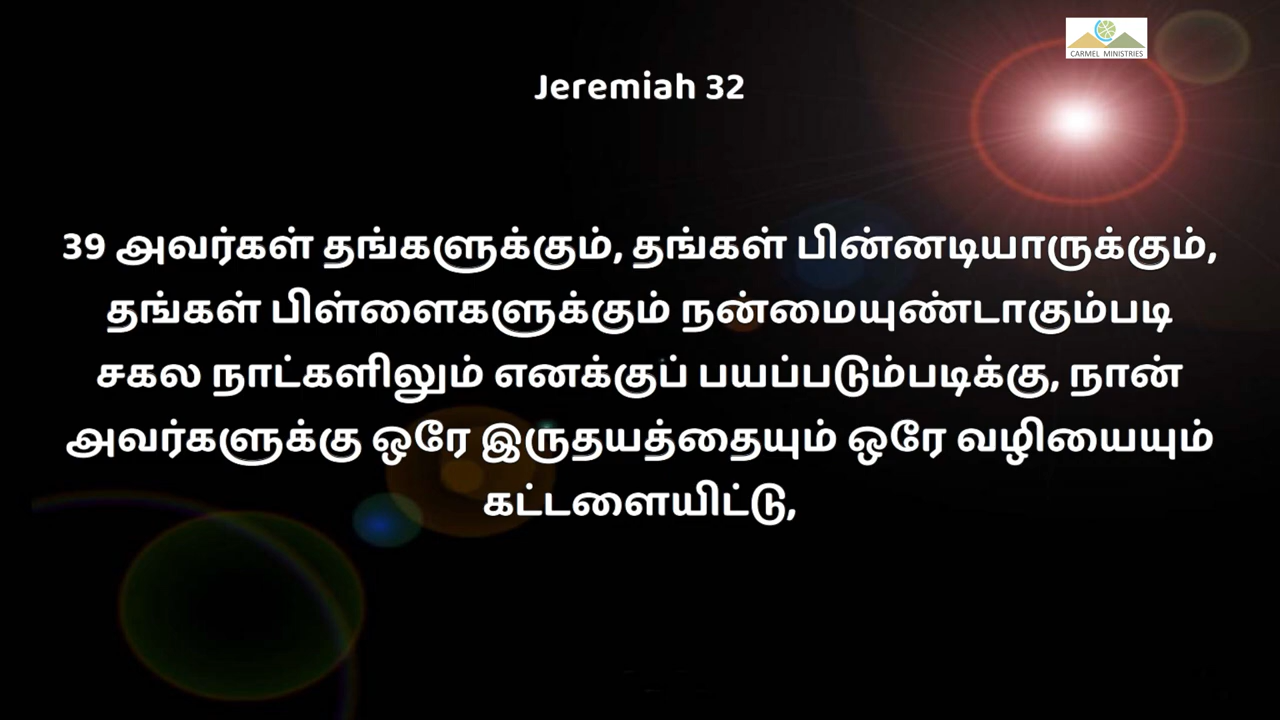 CARMEL MINISTRIES
Jeremiah 32
39 அவர்கள் தங்களுக்கும், தங்கள் பின்னடியாருக்கும்,
தங்கள் பிள்ளைகளுக்கும் நன்மையுண்டாகும்படி
சகல நாட்களிலும் எனக்குப் பயப்படும்படிக்கு, நான்
அவர்களுக்கு ஒரே இருதயத்தையும் ஒரே வழியையும்
கட்டளையிட்டு,